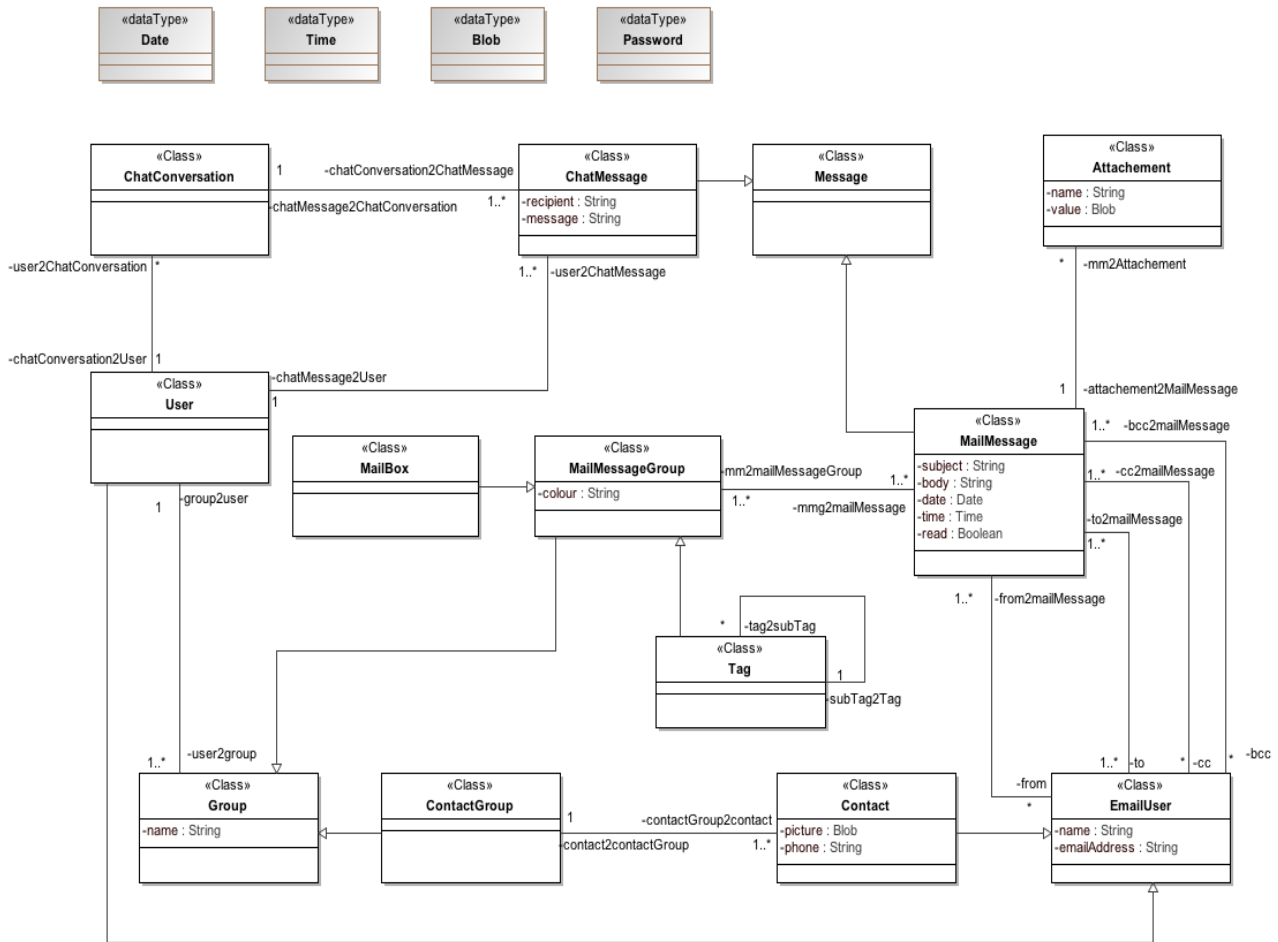 «dataType»
Date
«dataType»
Time
«dataType»
Blob
«dataType»
Password
«Class»
ChatConversation
1
-chatConversation2ChatMessage
-chatMessage2ChatConversation
1..*
«Class»
ChatMessage
-recipient : String
-message : String
«Class»
Message
«Class»
Attachement
-name : String
-value : Blob
-user2ChatConversation
*
1..*
-user2ChatMessage
*
-mm2Attachement
-chatConversation2User
1
-chatMessage2User
1
1
-attachement2MailMessage
«Class»
User
«Class»
MailBox
«Class»
MailMessageGroup
-colour : String
-mm2mailMessageGroup
1..*
1..*
-mmg2mailMessage
«Class»
MailMessage
-subject : String
-body : String
-date : Date
-time : Time
-read : Boolean
1..*
-bcc2mailMessage
-cc2mailMessage
1..*
-to2mailMessage
1..*
-group2user
1
1..*
-from2mailMessage
*
-tag2subTag
«Class»
Tag
1
-subTag2Tag
-user2group
1..*
1..*
-to
*
-cc
*
-bcc
-from
*
«Class»
Group
-name : String
«Class»
ContactGroup
1
-contactGroup2contact
-contact2contactGroup
1..*
«Class»
Contact
-picture : Blob
-phone : String
«Class»
EmailUser
-name : String
-emailAddress : String